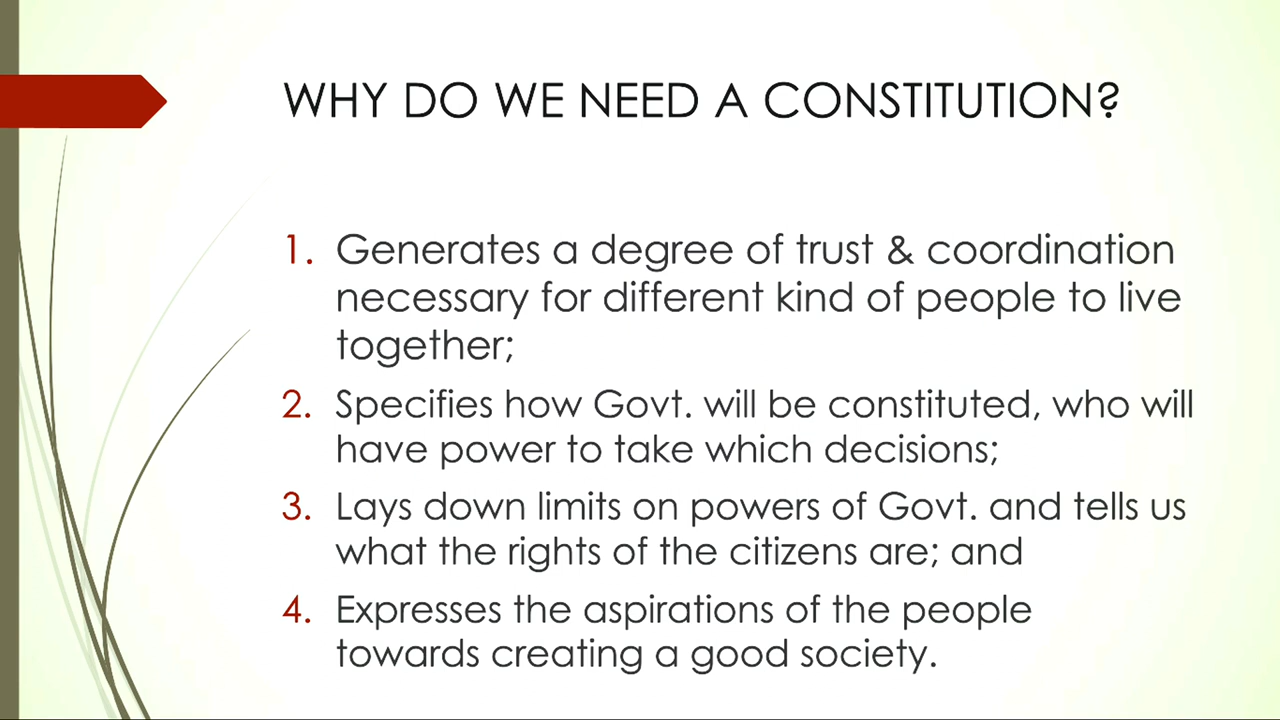 WHY DO WE NEED A CONSTITUTION?
1. Generates a degree of trust & coordination
necessary for different kind of people to live
together;
2. Specifies how Govt. will be constituted, who will
have power to take which decisions;
3. Lays down limits on powers of Govt. and tells us
what the rights of the citizens are; and
4. Expresses the aspirations of the people
towards creating a good society.